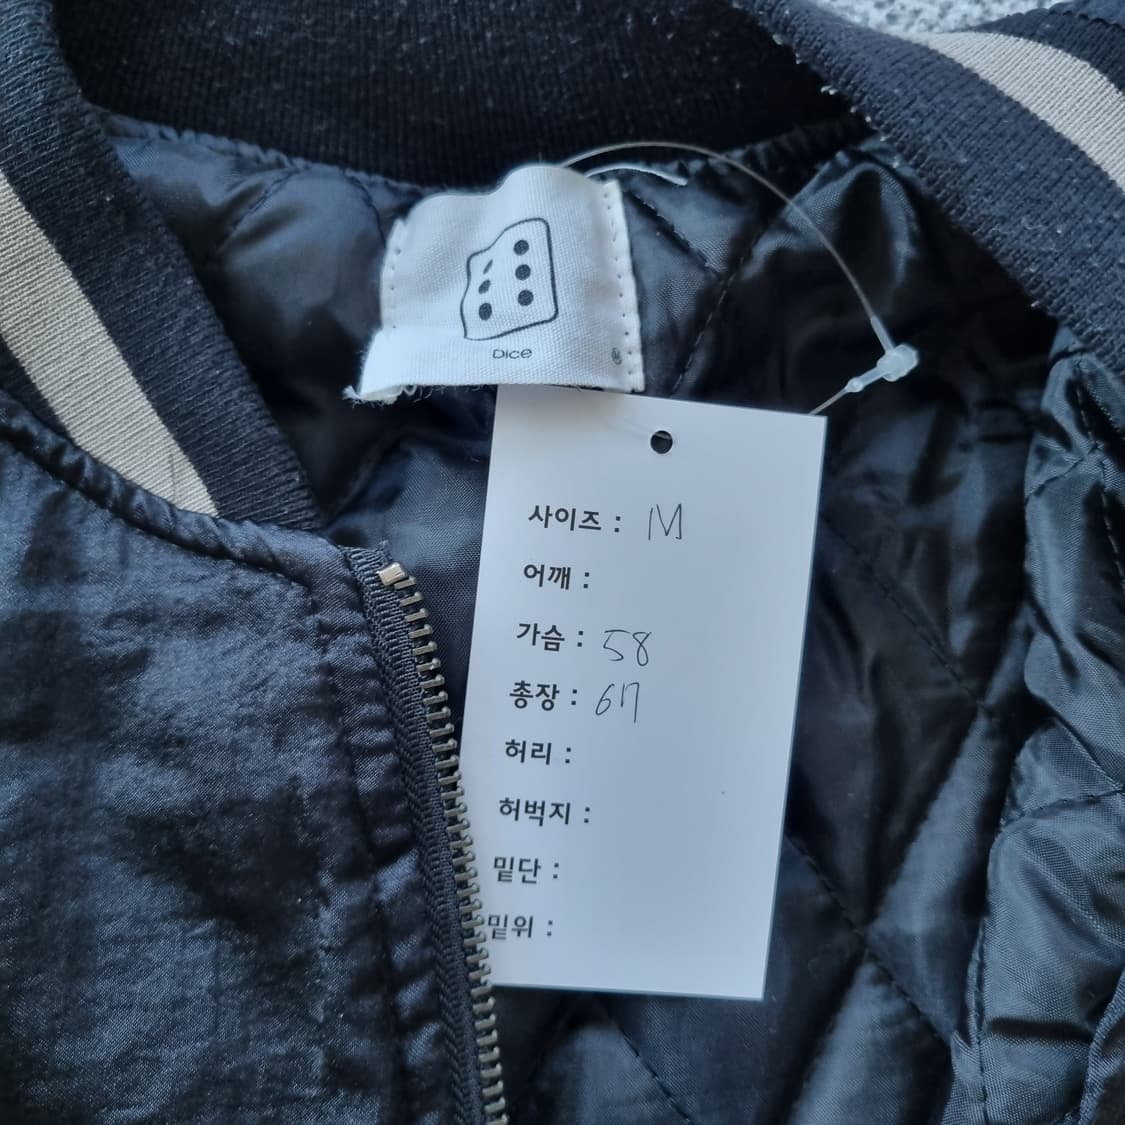 Dice
사이즈 : M
어깨 :
가슴 : 58
총장 : 67
허리 :
허벅지 :
밑단 :
밑위 :